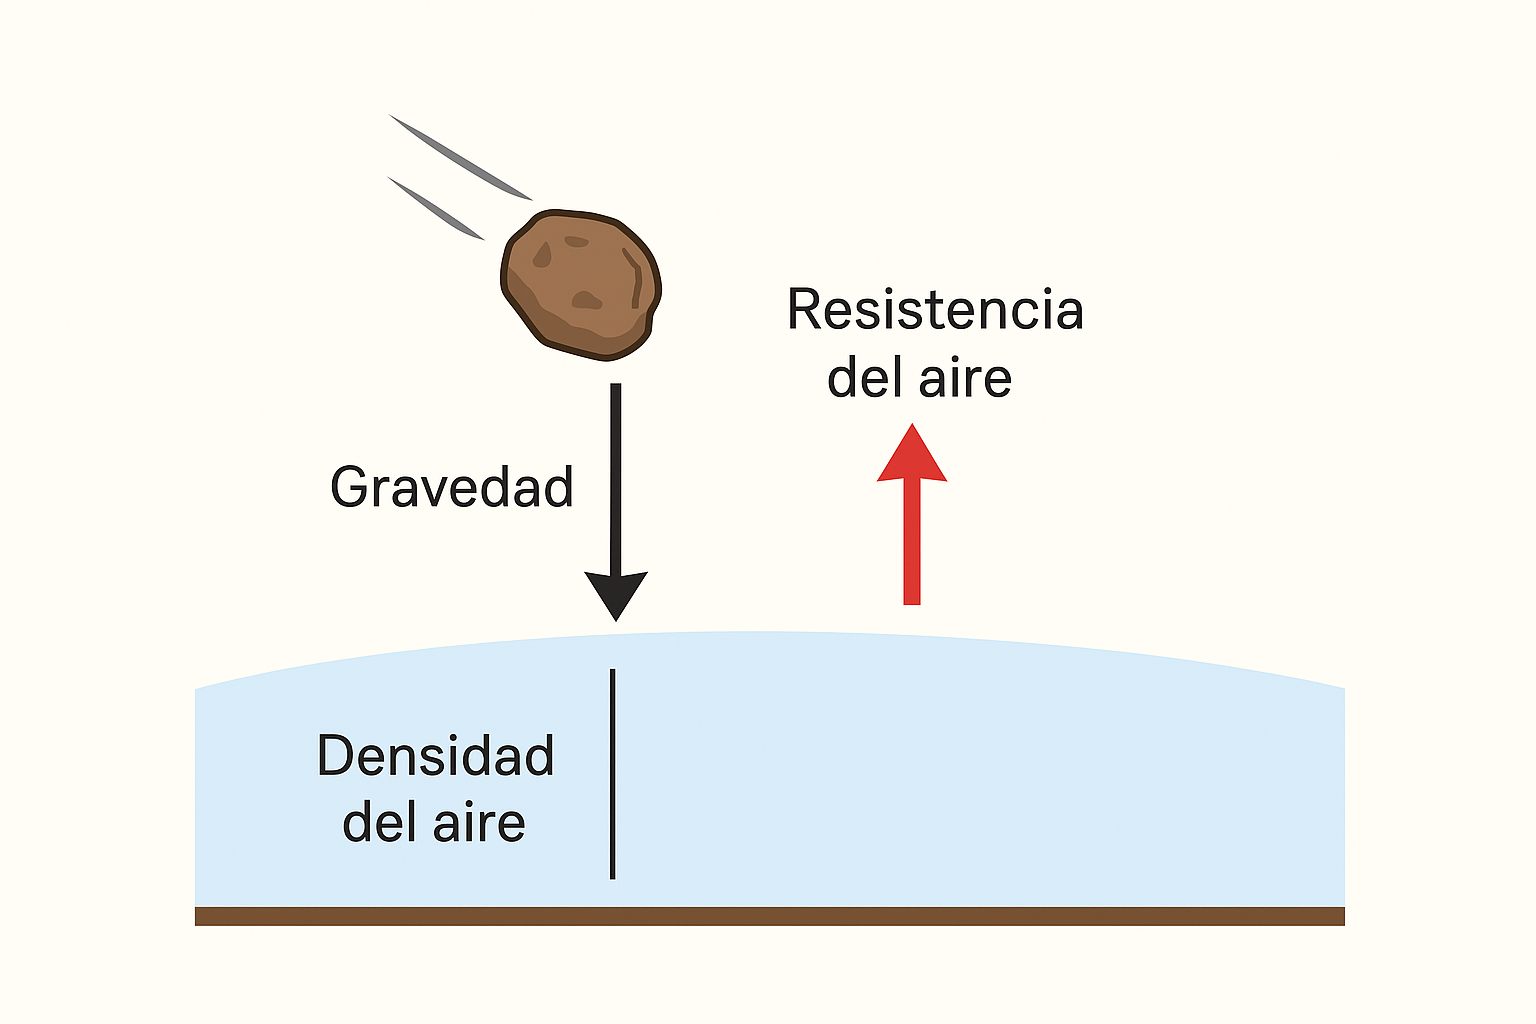 Resistencia
del aire
Gravedad
Densidad
del aire